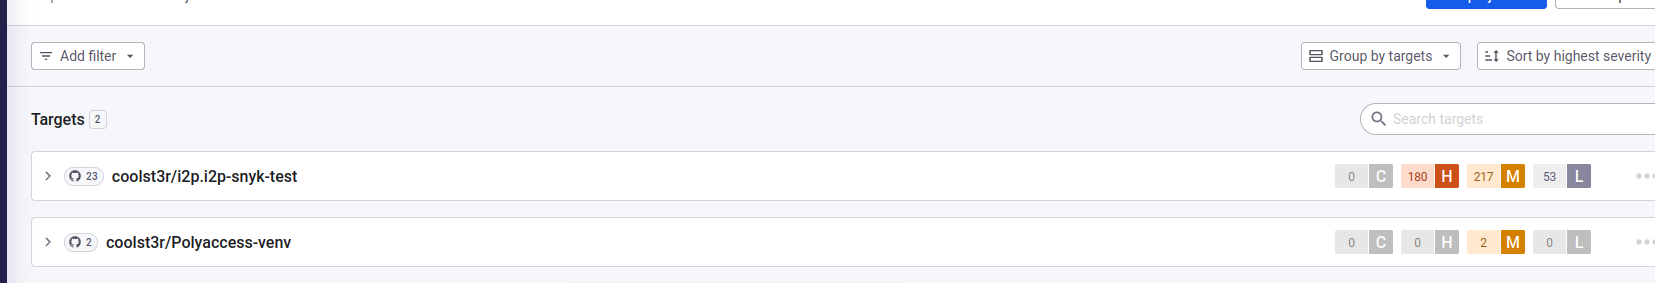 Add filter
Group by targets
Sort by highest severity
Targets 2
Search targets
23 coolst3r/i2p.i2p-snyk-test 0 C 180 H 217 M 53 L
2 coolst3r/Polyaccess-venv 0 C 0 H 2 M 0 L